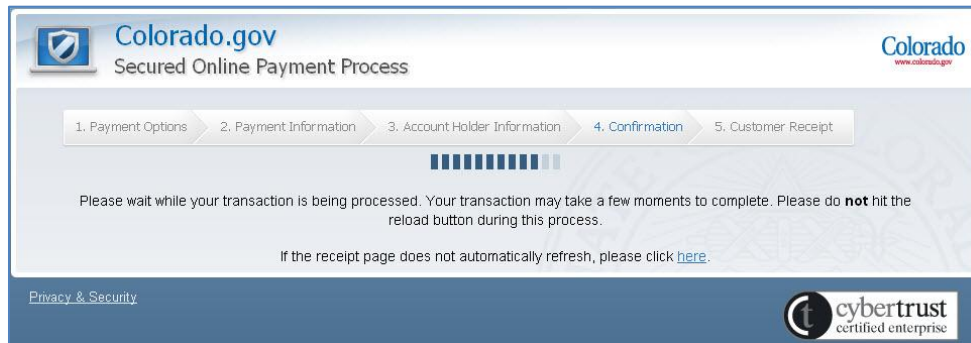 Colorado.gov
Secured Online Payment Process
Colorado
www.colorado.gov
1. Payment Options 2. Payment Information 3. Account Holder Information 4. Confirmation 5. Customer Receipt
Please wait while your transaction is being processed. Your transaction may take a few moments to complete. Please do not hit the
reload button during this process.
If the receipt page does not automatically refresh, please click here.
Privacy & Security
t
cybertrust
certified enterprise